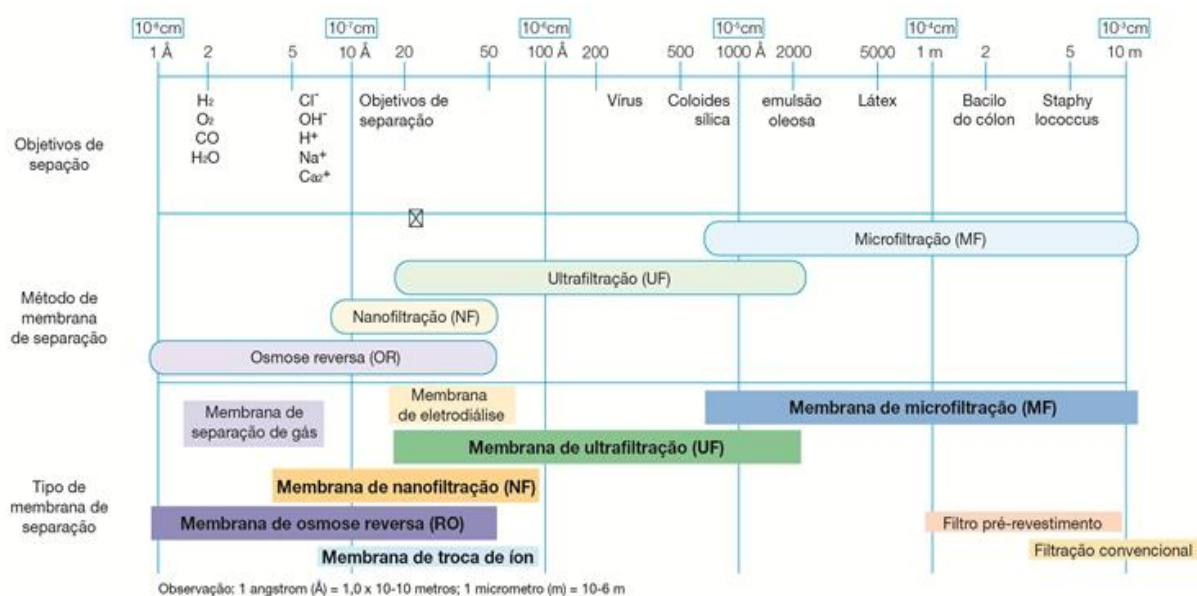 10-8cm 10-7cm 10-6cm 10-5cm 10-4cm 10-3cm
1 Å 2 5 10 Å 20 50 100 Å 200 500 1000 Å 2000 5000 1 m 2 5 10 m
Objetivos de
sepação
H2
O2
CO
H2O
Cl-
OH-
H+
Na+
Ca2+
Objetivos de
separação
Vírus
Coloides
sílica
emulsão
oleosa
Látex
Bacilo
do cólon
Staphy
lococcus
Método de
membrana
de separação
Microfiltração (MF)
Ultrafiltração (UF)
Nanofiltração (NF)
Osmose reversa (OR)
Tipo de
membrana de
separação
Membrana de
separação de gás
Membrana
de eletrodiálise
Membrana de microfiltração (MF)
Membrana de ultrafiltração (UF)
Membrana de nanofiltração (NF)
Membrana de osmose reversa (RO)
Filtro pré-revestimento
Membrana de troca de íon
Filtração convencional
Observação: 1 angstrom (Å) = 1,0 x 10-10 metros; 1 micrometro (m) = 10-6 m